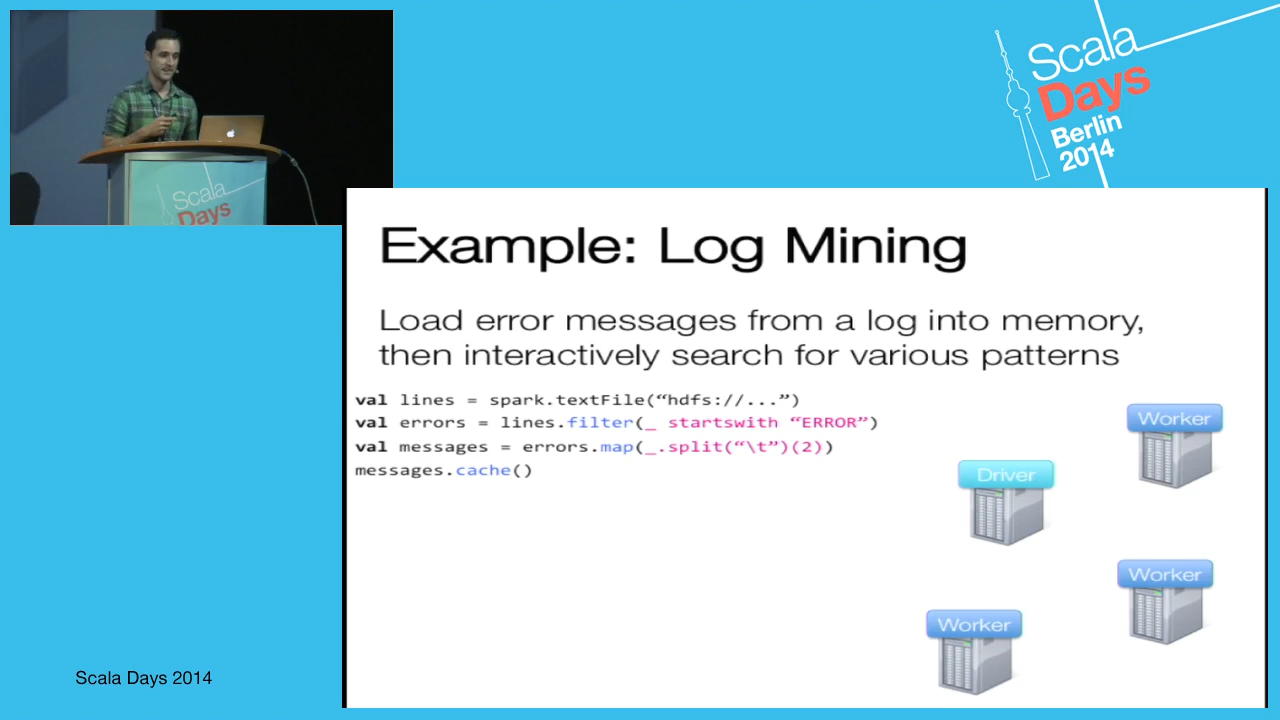 Scala
Days
Berlin
2014
Scala
Days
Example: Log Mining
Load error messages from a log into memory,
then interactively search for various patterns
val lines = spark.textFile(“hdfs://...”)
val errors = lines.filter(_ startswith “ERROR”)
val messages = errors.map(_.split(“\t”)(2))
messages.cache()
Worker
Driver
Worker
Worker
Scala Days 2014